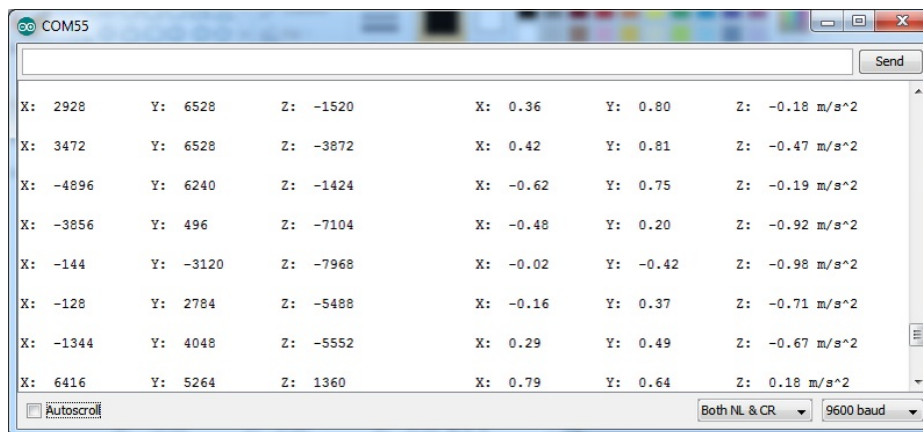 COM55
Send
X: 2928 Y: 6528 Z: -1520 X: 0.36 Y: 0.80 Z: -0.18 m/s^2
X: 3472 Y: 6528 Z: -3872 X: 0.42 Y: 0.81 Z: -0.47 m/s^2
X: -4896 Y: 6240 Z: -1424 X: -0.62 Y: 0.75 Z: -0.19 m/s^2
X: -3856 Y: 496 Z: -7104 X: -0.48 Y: 0.20 Z: -0.92 m/s^2
X: -144 Y: -3120 Z: -7968 X: -0.02 Y: -0.42 Z: -0.98 m/s^2
X: -128 Y: 2784 Z: -5488 X: -0.16 Y: 0.37 Z: -0.71 m/s^2
X: -1344 Y: 4048 Z: -5552 X: 0.29 Y: 0.49 Z: -0.67 m/s^2
X: 6416 Y: 5264 Z: 1360 X: 0.79 Y: 0.64 Z: 0.18 m/s^2
Autoscroll Both NL & CR 9600 baud